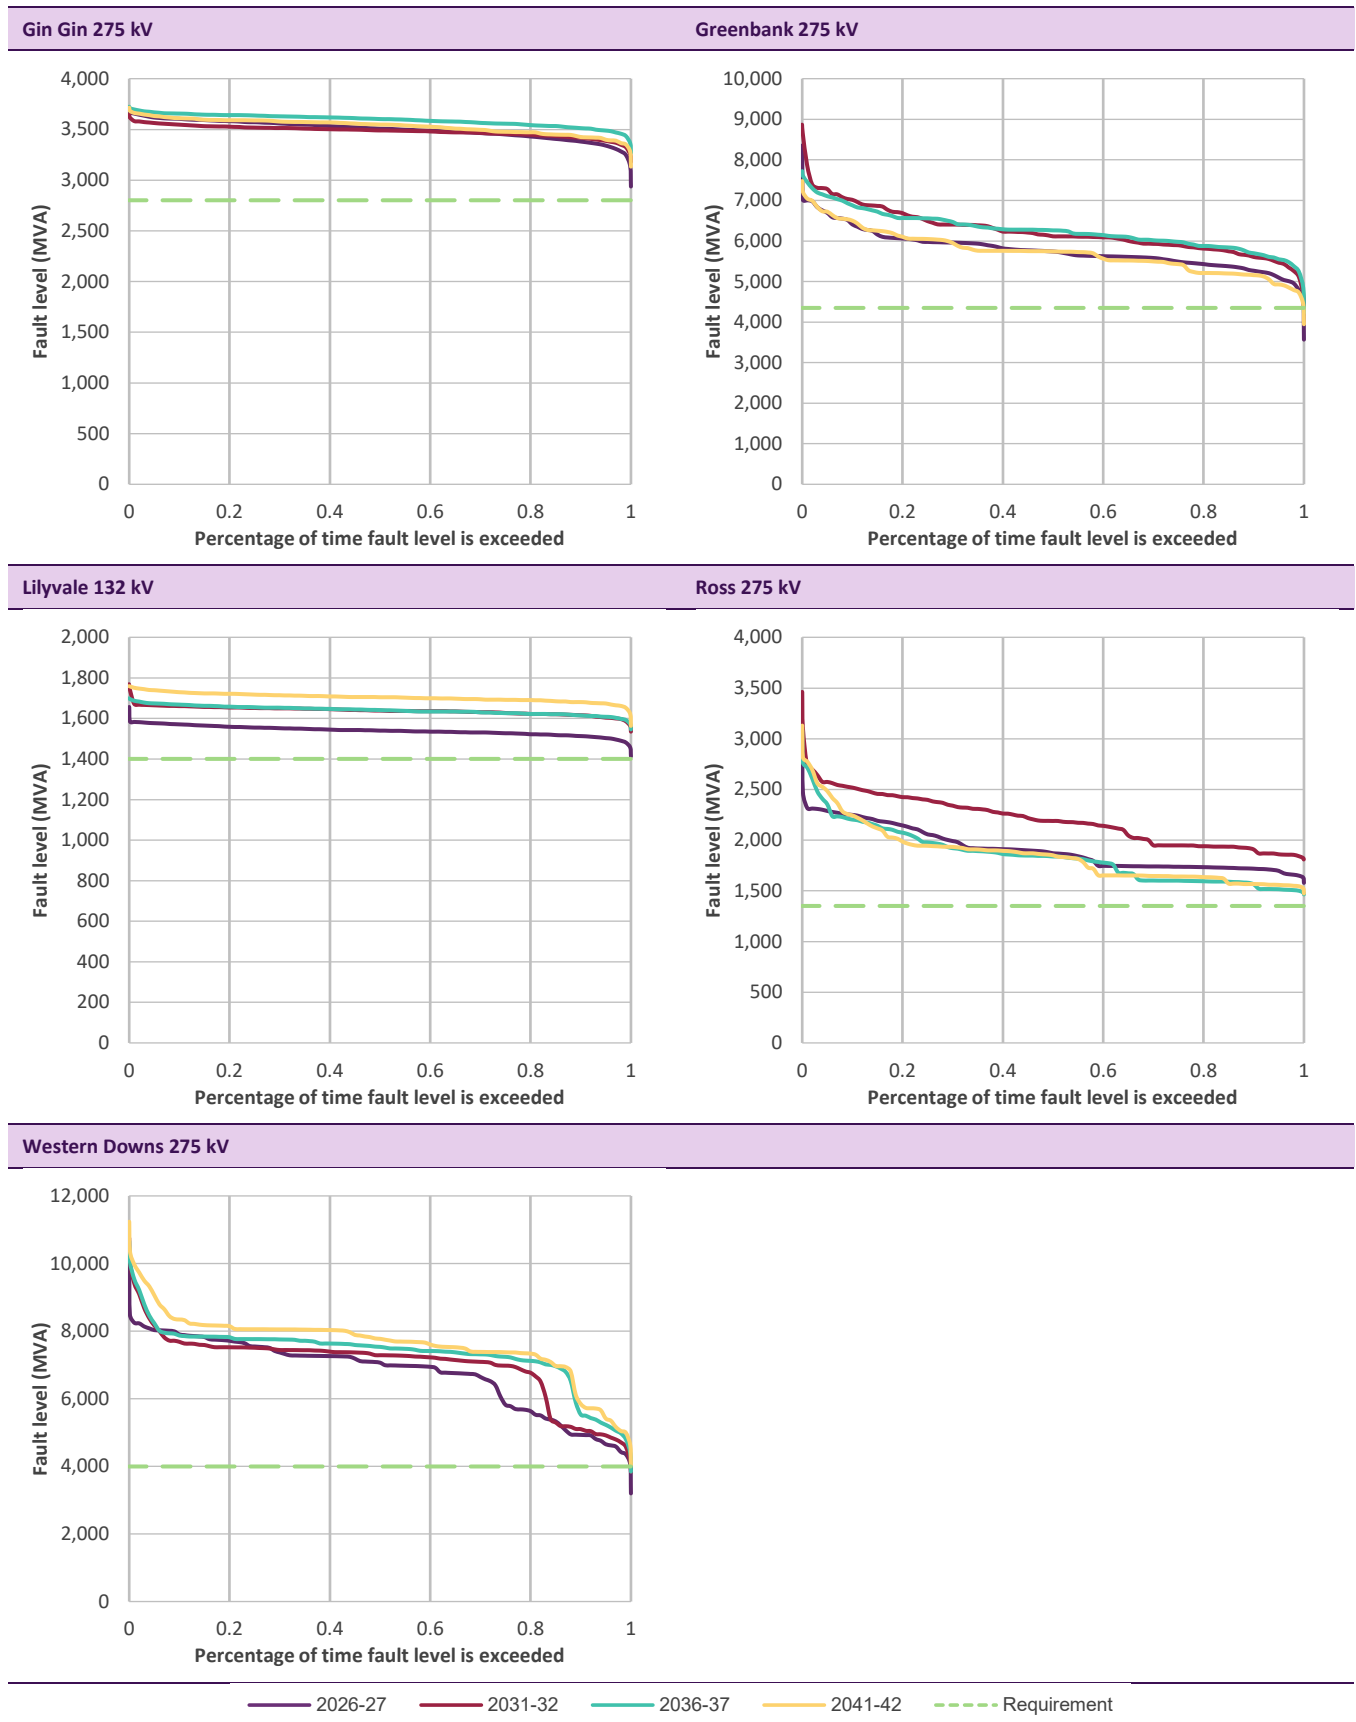 Gin Gin 275 kV
Greenbank 275 kV
Fault level (MVA)
4,000
3,500
3,000
2,500
2,000
1,500
1,000
500
0
0 0.2 0.4 0.6 0.8 1
Percentage of time fault level is exceeded
Fault level (MVA)
10,000
9,000
8,000
7,000
6,000
5,000
4,000
3,000
2,000
1,000
0
0 0.2 0.4 0.6 0.8 1
Percentage of time fault level is exceeded
Lilyvale 132 kV
Ross 275 kV
Fault level (MVA)
2,000
1,800
1,600
1,400
1,200
1,000
800
600
400
200
0
0 0.2 0.4 0.6 0.8 1
Percentage of time fault level is exceeded
Fault level (MVA)
4,000
3,500
3,000
2,500
2,000
1,500
1,000
500
0
0 0.2 0.4 0.6 0.8 1
Percentage of time fault level is exceeded
Western Downs 275 kV
Fault level (MVA)
12,000
10,000
8,000
6,000
4,000
2,000
0
0 0.2 0.4 0.6 0.8 1
Percentage of time fault level is exceeded
2026-27 2031-32 2036-37 2041-42 Requirement